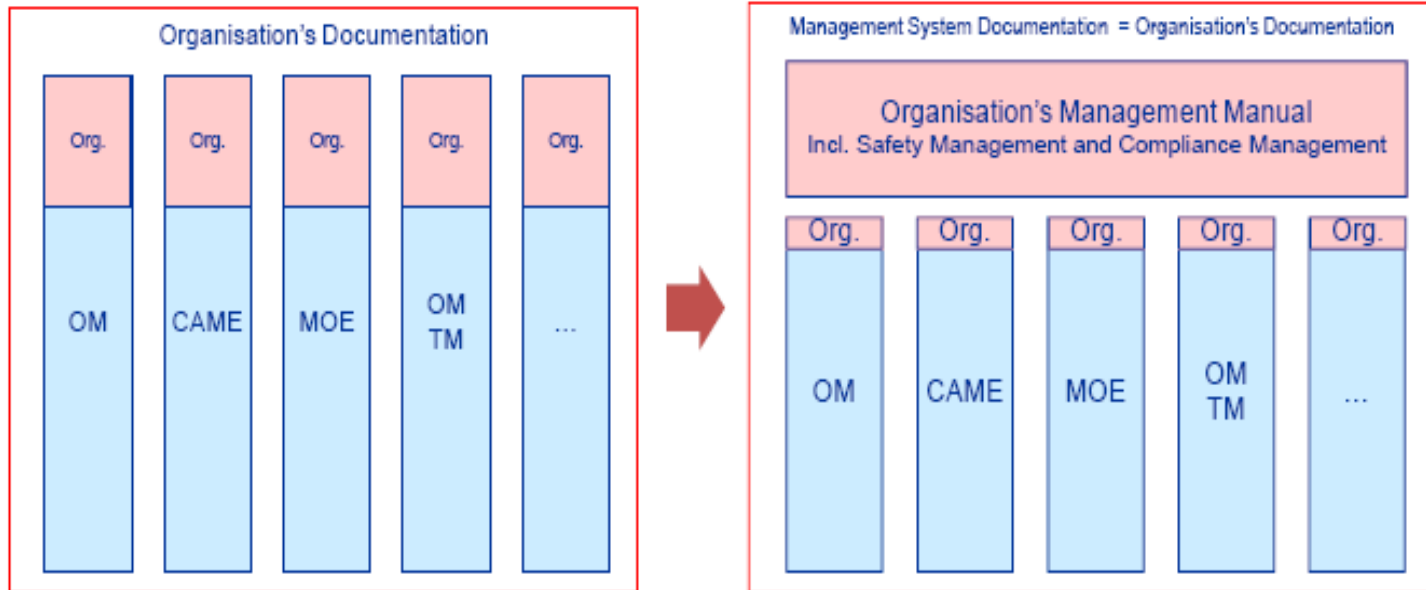 Organisation's Documentation
Org. Org. Org. Org. Org.
OM CAME MOE OM TM ...
Management System Documentation = Organisation's Documentation
Organisation's Management Manual
Incl. Safety Management and Compliance Management
Org. Org. Org. Org. Org.
OM CAME MOE OM TM ...